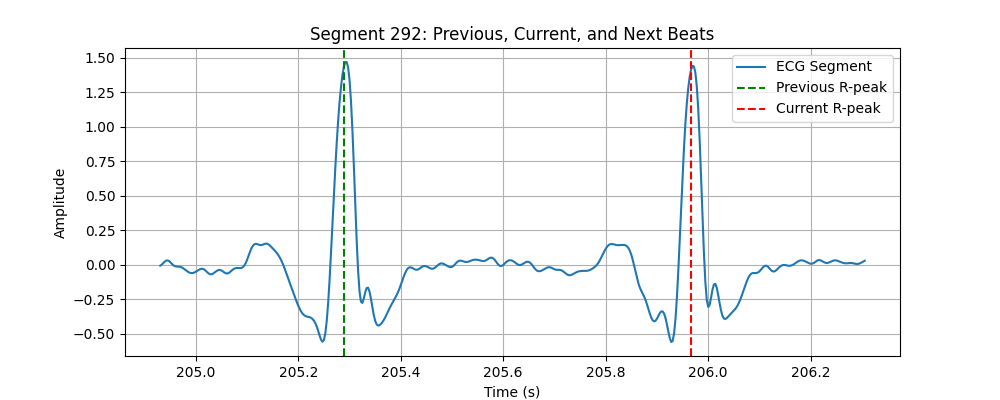 Segment 292: Previous, Current, and Next Beats
1.50
1.25
1.00
0.75
0.50
0.25
0.00
−0.25
−0.50
Amplitude
ECG Segment
Previous R-peak
Current R-peak
205.0
205.2
205.4
205.6
205.8
206.0
206.2
Time (s)